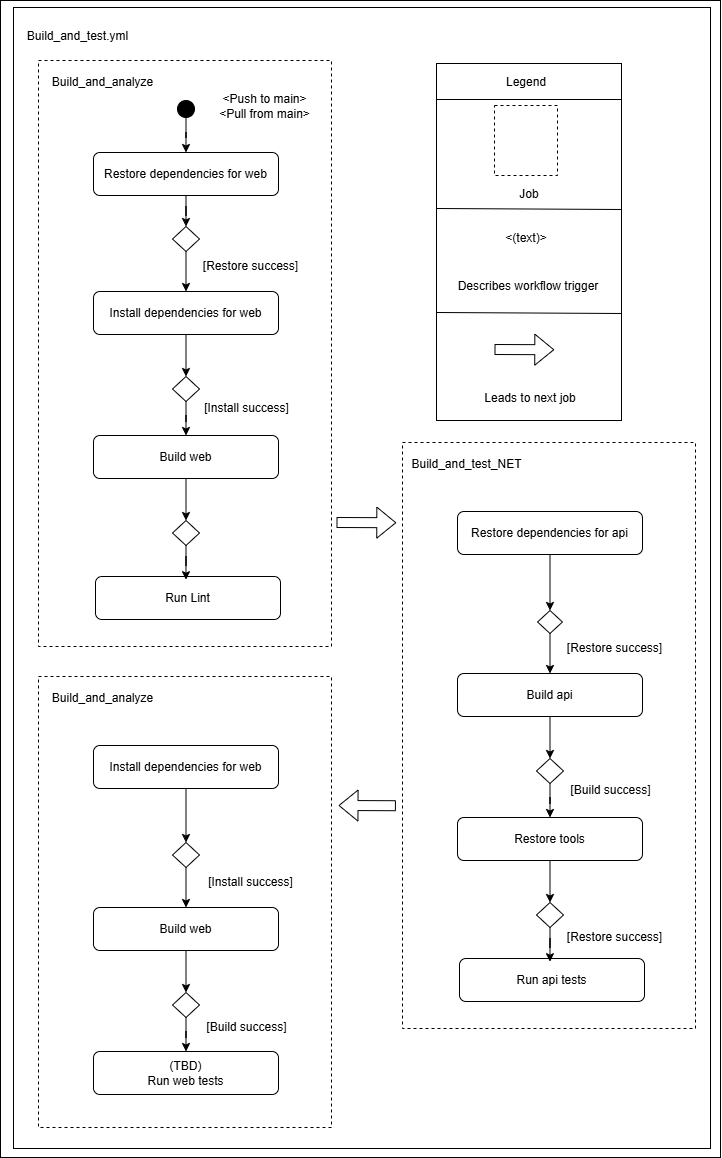 Build_and_test.yml
Build_and_analyze
<Push to main>
<Pull from main>
Restore dependencies for web
[Restore success]
Install dependencies for web
[Install success]
Build web
Run Lint
Legend
Job
<(text)>
Describes workflow trigger
Leads to next job
Build_and_test_NET
Restore dependencies for api
[Restore success]
Build api
[Build success]
Restore tools
[Restore success]
Run api tests
Build_and_analyze
Install dependencies for web
[Install success]
Build web
[Build success]
(TBD)
Run web tests